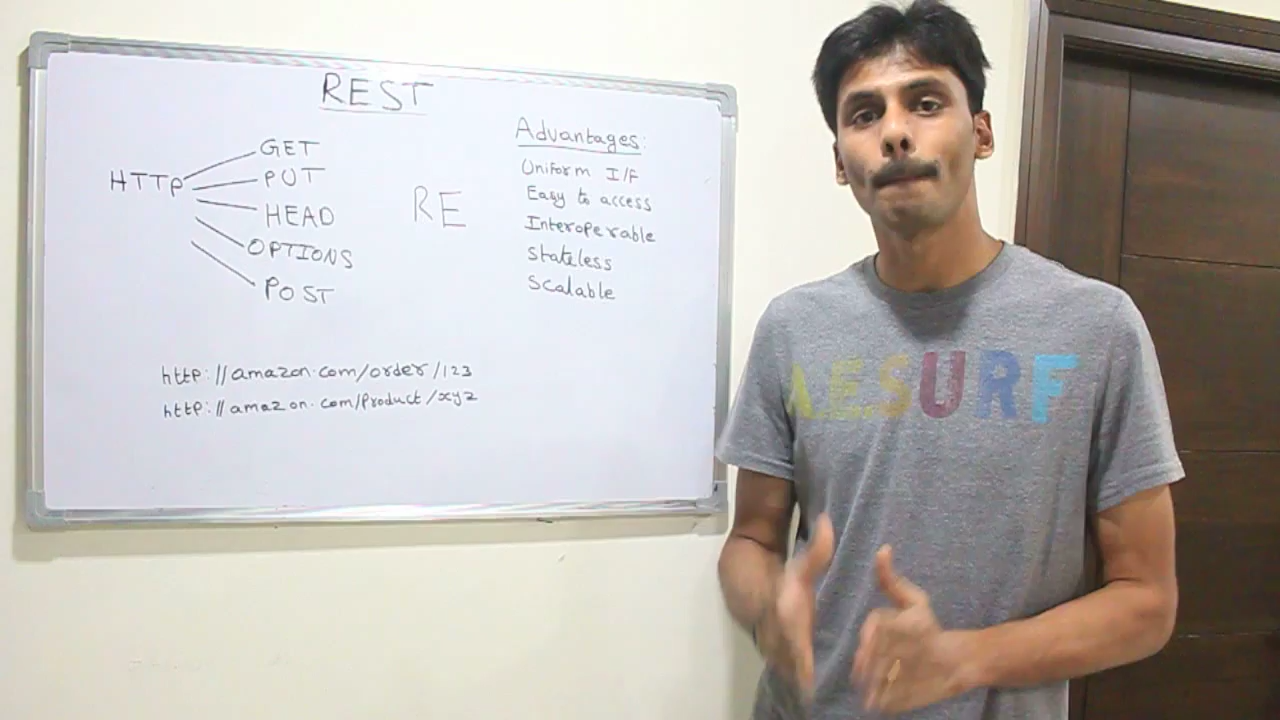 REST
HTTP
GET
PUT
HEAD
OPTIONS
POST
RE
Advantages:
Uniform I/F
Easy to access
Interoperable
Stateless
Scalable
http://amazon.com/order/123
http://amazon.com/Product/xyz
A.E.SURF